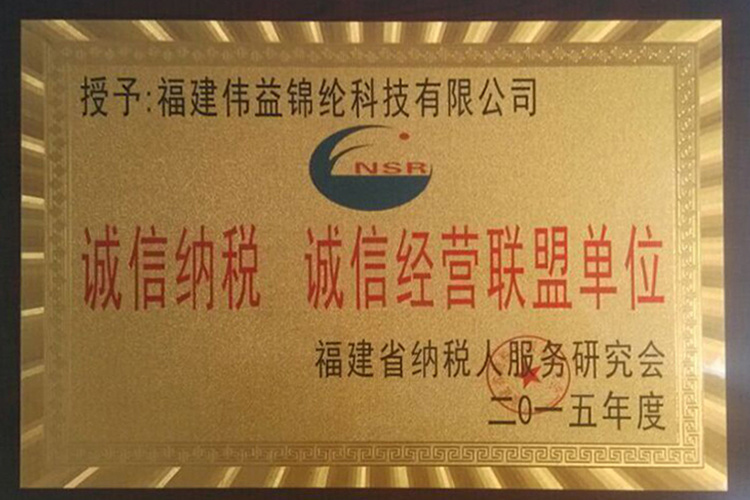 授予:福建伟益锦纶科技有限公司
NSR
诚信纳税 诚信经营联盟单位
福建省纳税人服务研究会
二0一五年度